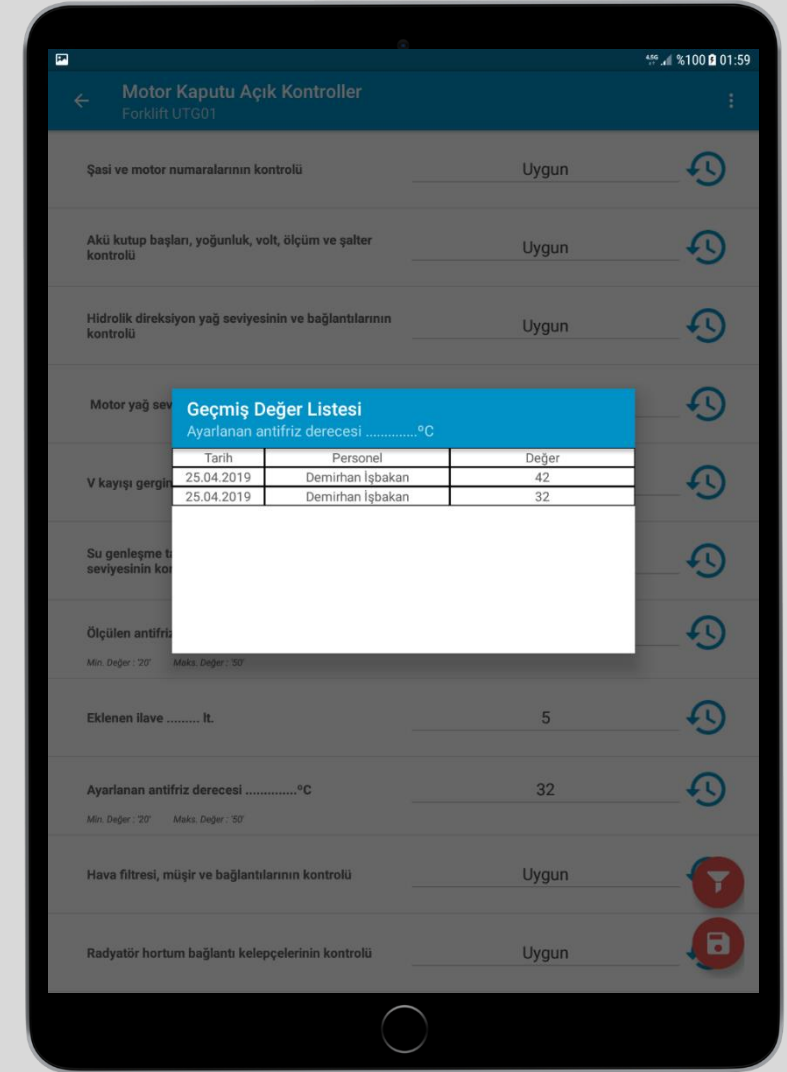 4.5G %100 01:59
Motor Kaputu Açık Kontroller
Forklift UTG01
Şasi ve motor numaralarının kontrolü Uygun
Akü kutup başları, yoğunluk, volt, ölçüm ve şalter
kontrolü Uygun
Hidrolik direksiyon yağ seviyesinin ve bağlantılarının
kontrolü Uygun
Motor yağ sev
Geçmiş Değer Listesi
Ayarlanan antifriz derecesi ..............ºC
Tarih Personel Değer
25.04.2019 Demirhan İşbakan 42
25.04.2019 Demirhan İşbakan 32
V kayışı gergin
Su genleşme ta
seviyesinin kon
Ölçülen antifriz
Min. Değer : '20' Maks. Değer : '50'
Eklenen ilave ......... lt. 5
Ayarlanan antifriz derecesi ..............ºC 32
Min. Değer : '20' Maks. Değer : '50'
Hava filtresi, müşir ve bağlantılarının kontrolü Uygun
Radyatör hortum bağlantı kelepçelerinin kontrolü Uygun